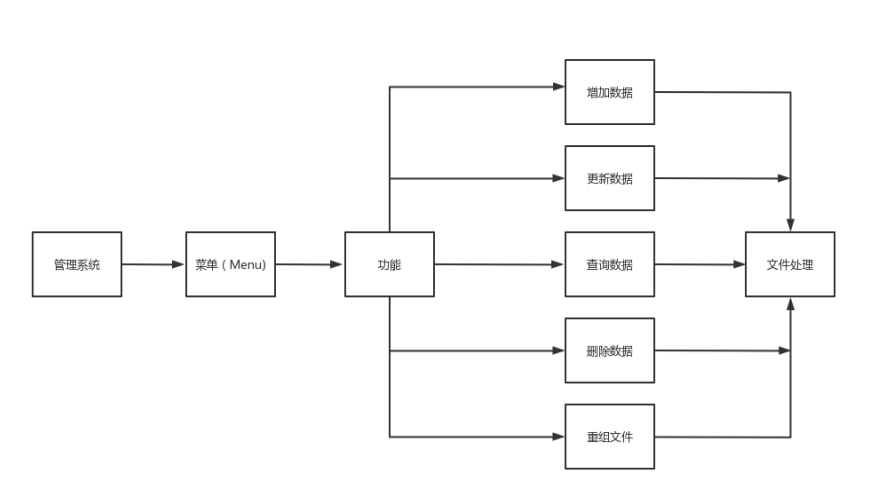 增加数据
更新数据
管理系统
菜单（Menu)
功能
查询数据
文件处理
删除数据
重组文件